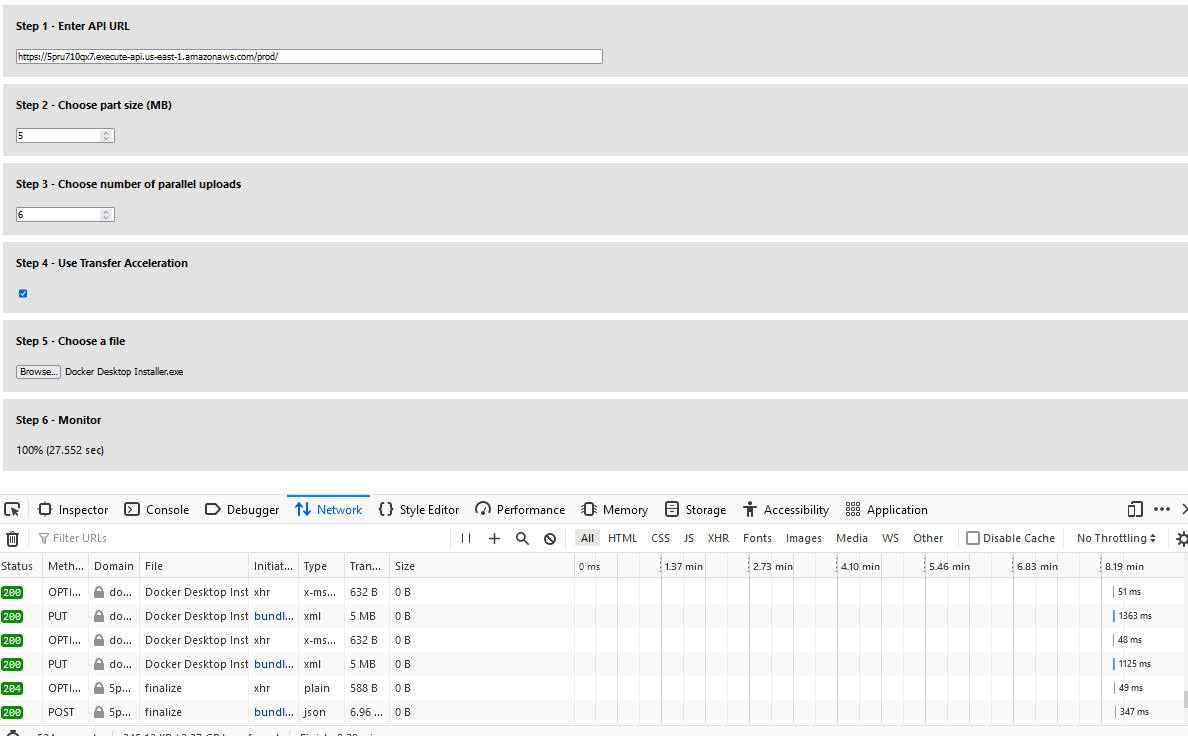 Step 1 - Enter API URL
https://5pru710qx7.execute-api.us-east-1.amazonaws.com/prod/
Step 2 - Choose part size (MB)
5
Step 3 - Choose number of parallel uploads
6
Step 4 - Use Transfer Acceleration
Step 5 - Choose a file
Browse... Docker Desktop Installer.exe
Step 6 - Monitor
100% (27.552 sec)
Inspector Console Debugger Network Style Editor Performance Memory Storage Accessibility Application
Filter URLs All HTML CSS JS XHR Fonts Images Media WS Other Disable Cache No Throttling
Status Meth... Domain File Initiat... Type Tran... Size 0 ms 1.37 min 2.73 min 4.10 min 5.46 min 6.83 min 8.19 min
200 OPTI... do... Docker Desktop Inst xhr x-ms... 632 B 0 B 51 ms
200 PUT do... Docker Desktop Inst bundl... xml 5 MB 0 B 1363 ms
200 OPTI... do... Docker Desktop Inst xhr x-ms... 632 B 0 B 48 ms
200 PUT do... Docker Desktop Inst bundl... xml 5 MB 0 B 1125 ms
204 OPTI... 5p... finalize xhr plain 588 B 0 B 49 ms
200 POST 5p... finalize bundl... json 6.96 ... 0 B 347 ms